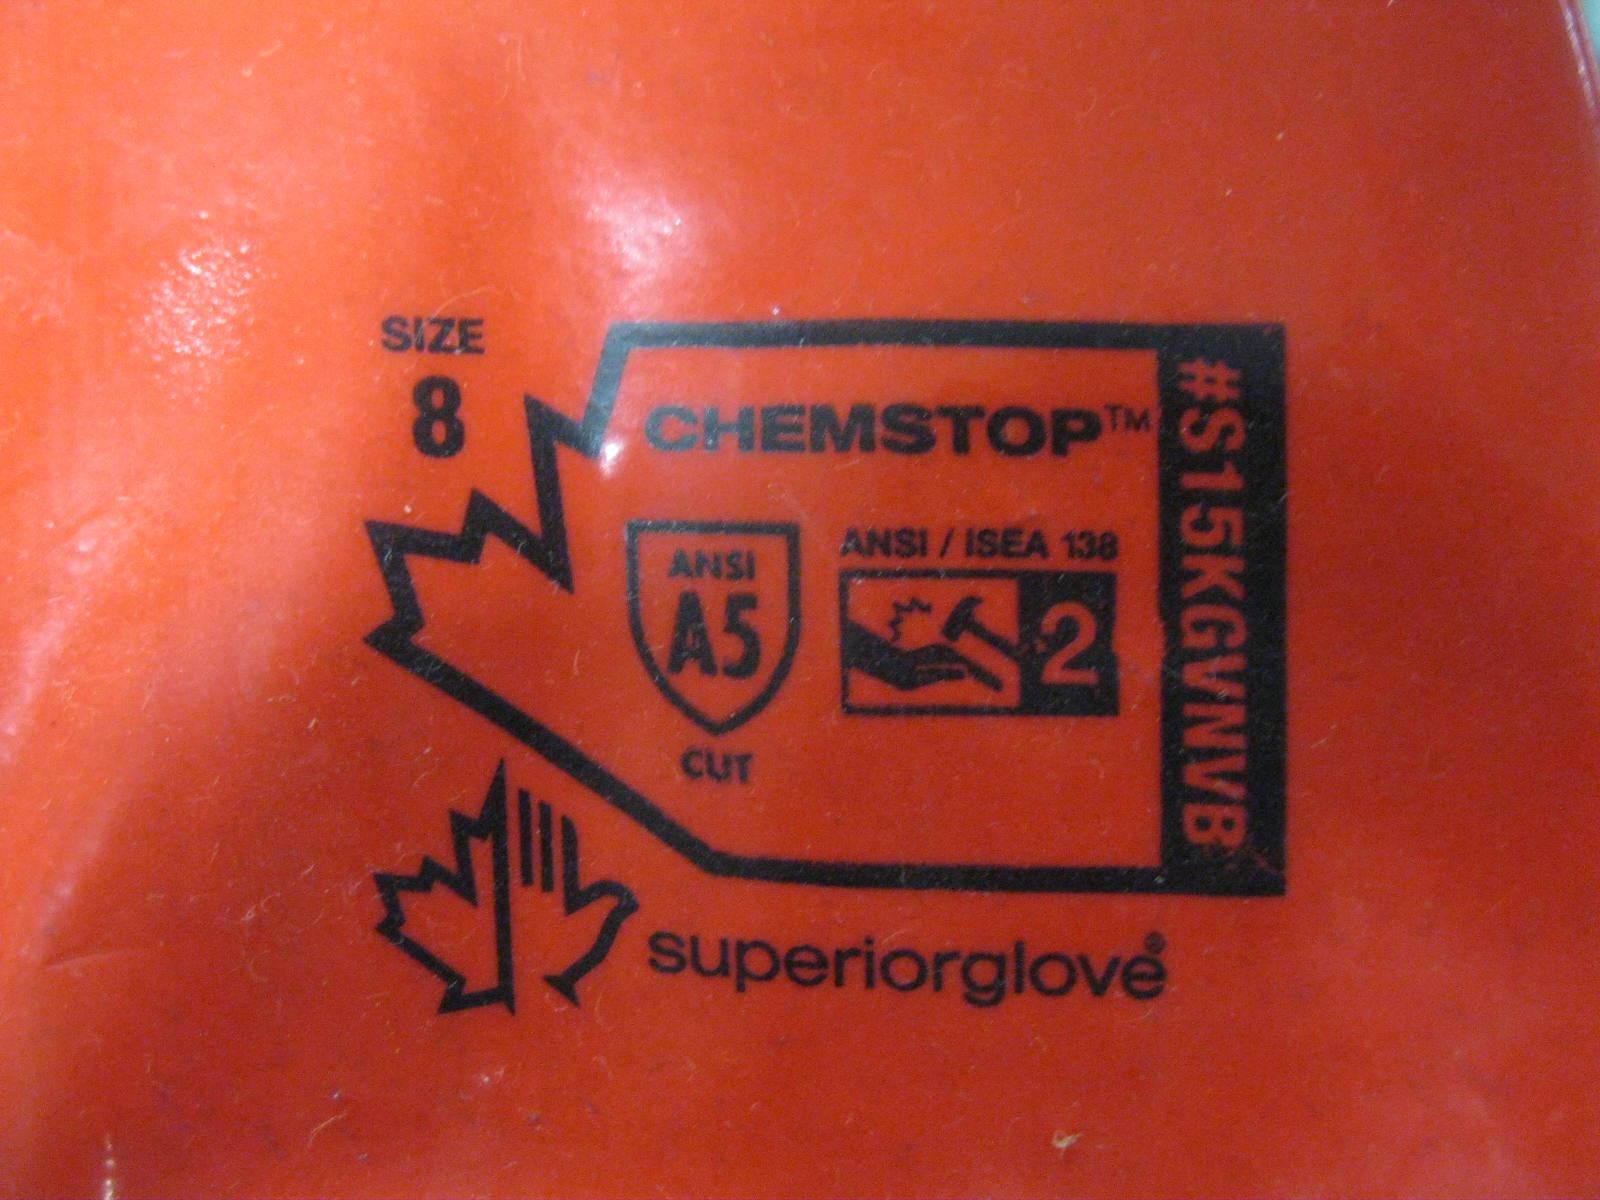 SIZE
8
CHEMSTOP™
ANSI
A5
CUT
ANSI / ISEA 138
2
#S15KGVNVB
superiorglove®